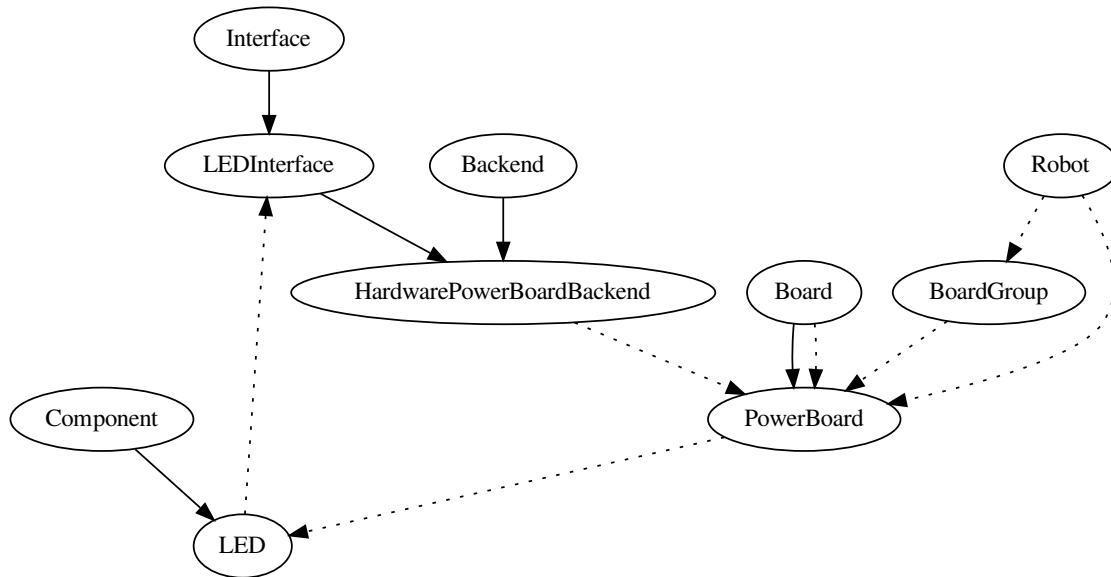 Interface
LEDInterface
Backend
Robot
HardwarePowerBoardBackend
Board
BoardGroup
Component
PowerBoard
LED